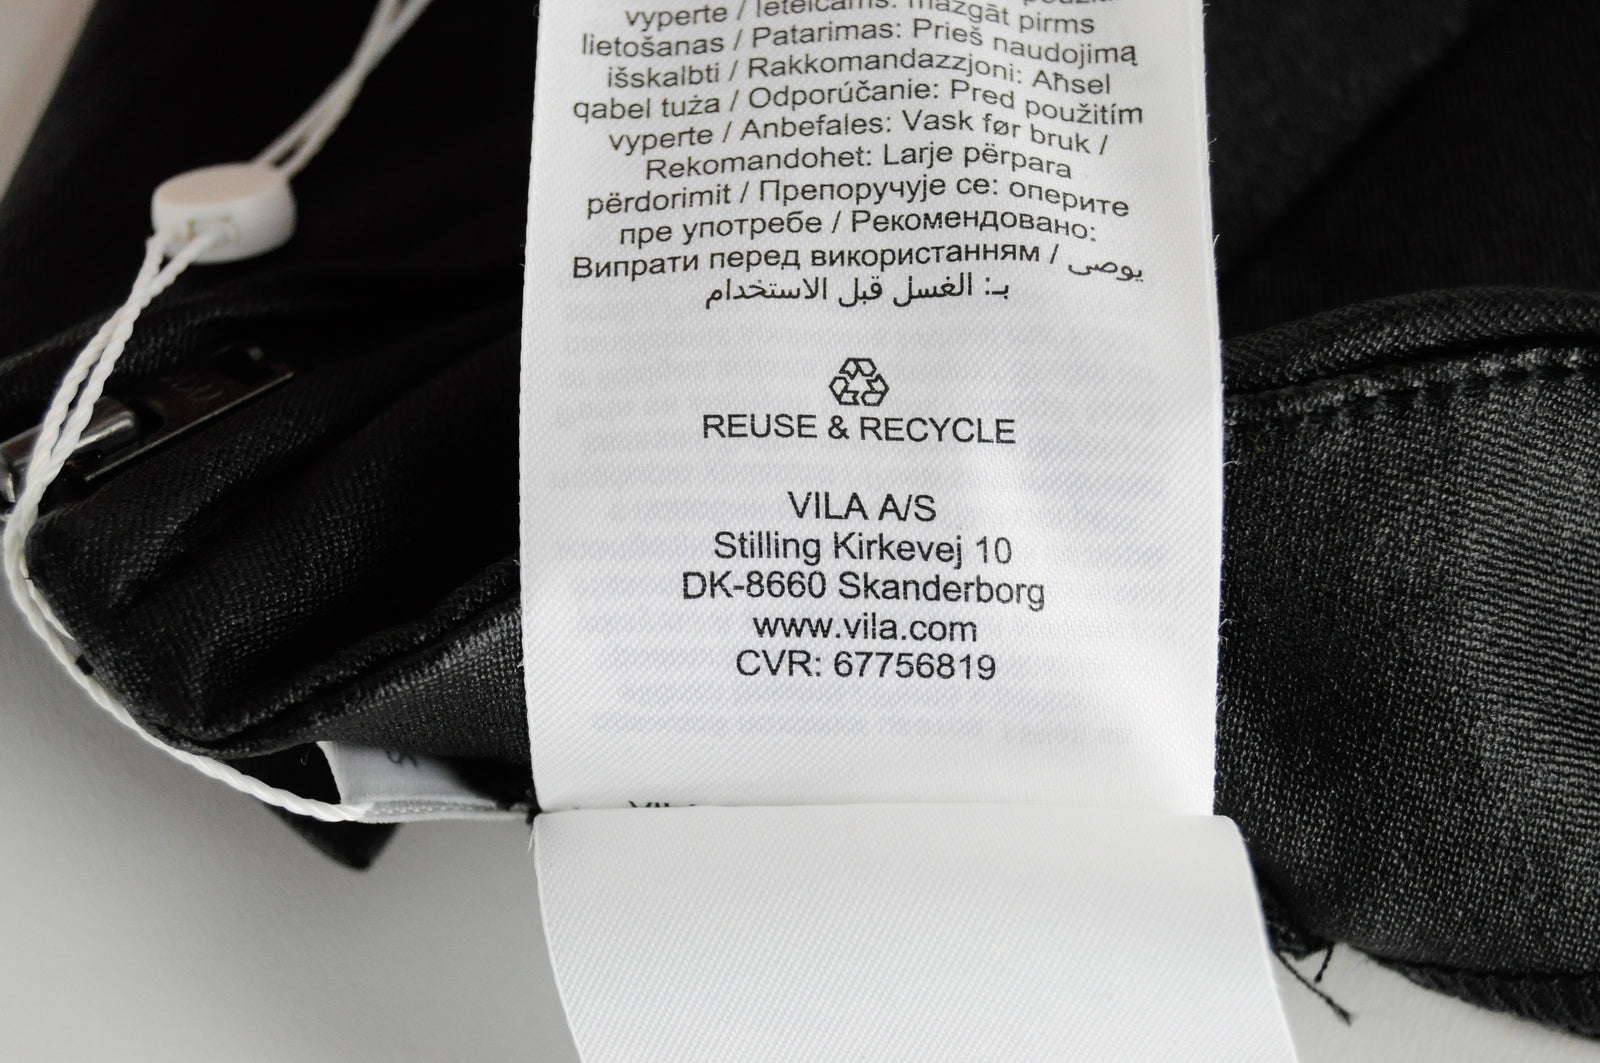 vyperte / Ieteicams: mazgāt pirms
lietošanas / Patarimas: Prieš naudojimą
išskalbti / Rakkomandazzjoni: Aħsel
qabel tuża / Odporúčanie: Pred použitím
vyperte / Anbefales: Vask før bruk /
Rekomandohet: Larje përpara
përdorimit / Препоручује се: оперите
пре употребе / Рекомендовано:
Випрати перед використанням / يوصى
بـ: الغسل قبل الاستخدام
REUSE & RECYCLE
VILA A/S
Stilling Kirkevej 10
DK-8660 Skanderborg
www.vila.com
CVR: 67756819